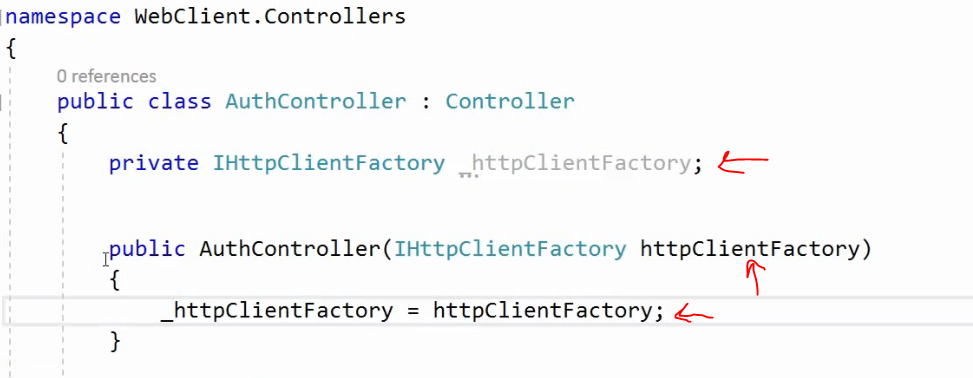 namespace WebClient.Controllers
{
0 references
public class AuthController : Controller
{
private IHttpClientFactory _httpClientFactory;
public AuthController(IHttpClientFactory httpClientFactory)
{
_httpClientFactory = httpClientFactory;
}